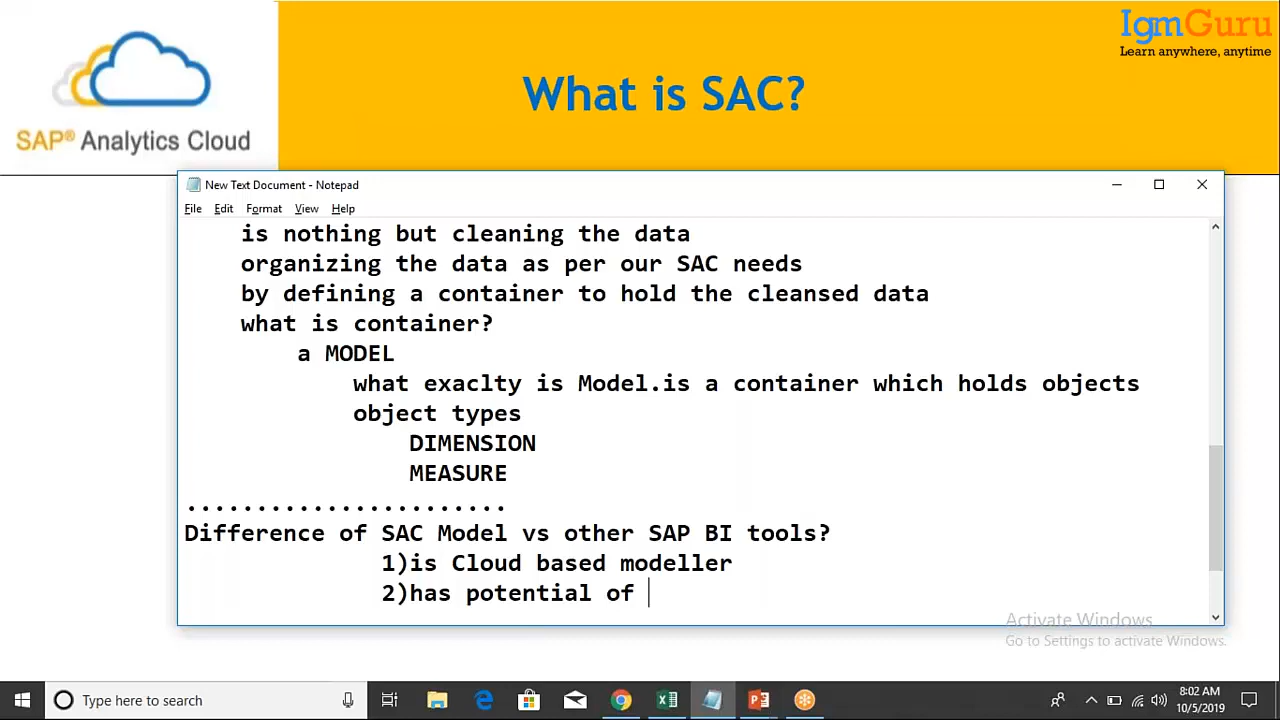 IgmGuru
Learn anywhere, anytime
What is SAC?
SAP® Analytics Cloud
New Text Document - Notepad
File Edit Format View Help
is nothing but cleaning the data
organizing the data as per our SAC needs
by defining a container to hold the cleansed data
what is container?
a MODEL
what exaclty is Model.is a container which holds objects
object types
DIMENSION
MEASURE
.......................
Difference of SAC Model vs other SAP BI tools?
1)is Cloud based modeller
2)has potential of
Activate Windows
Go to Settings to activate Windows.
Type here to search
8:02 AM
10/5/2019